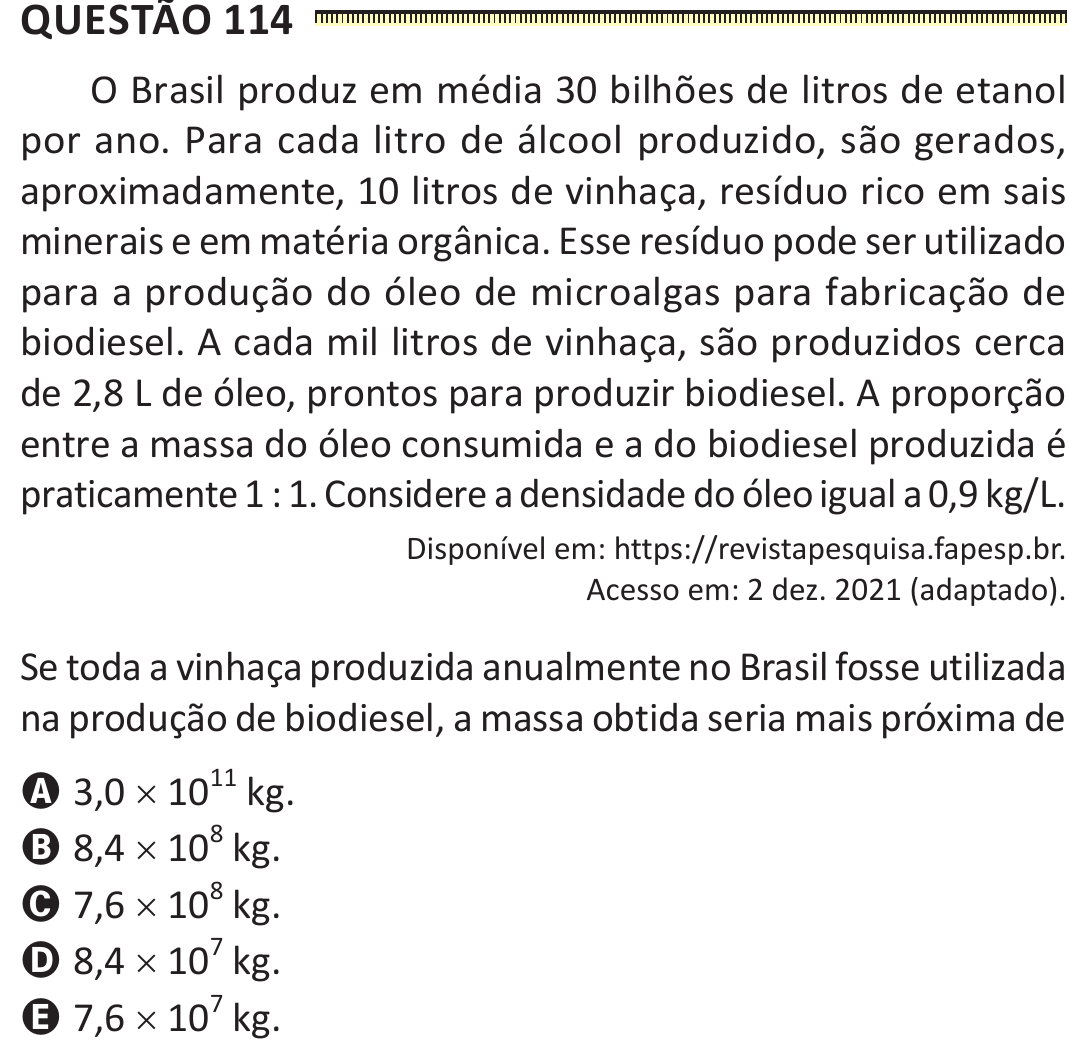 QUESTÃO 114
O Brasil produz em média 30 bilhões de litros de etanol
por ano. Para cada litro de álcool produzido, são gerados,
aproximadamente, 10 litros de vinhaça, resíduo rico em sais
minerais e em matéria orgânica. Esse resíduo pode ser utilizado
para a produção do óleo de microalgas para fabricação de
biodiesel. A cada mil litros de vinhaça, são produzidos cerca
de 2,8 L de óleo, prontos para produzir biodiesel. A proporção
entre a massa do óleo consumida e a do biodiesel produzida é
praticamente 1 : 1. Considere a densidade do óleo igual a 0,9 kg/L.
Disponível em: https://revistapesquisa.fapesp.br.
Acesso em: 2 dez. 2021 (adaptado).
Se toda a vinhaça produzida anualmente no Brasil fosse utilizada
na produção de biodiesel, a massa obtida seria mais próxima de
A 3,0 × 10¹¹ kg.
B 8,4 × 10⁸ kg.
C 7,6 × 10⁸ kg.
D 8,4 × 10⁷ kg.
E 7,6 × 10⁷ kg.